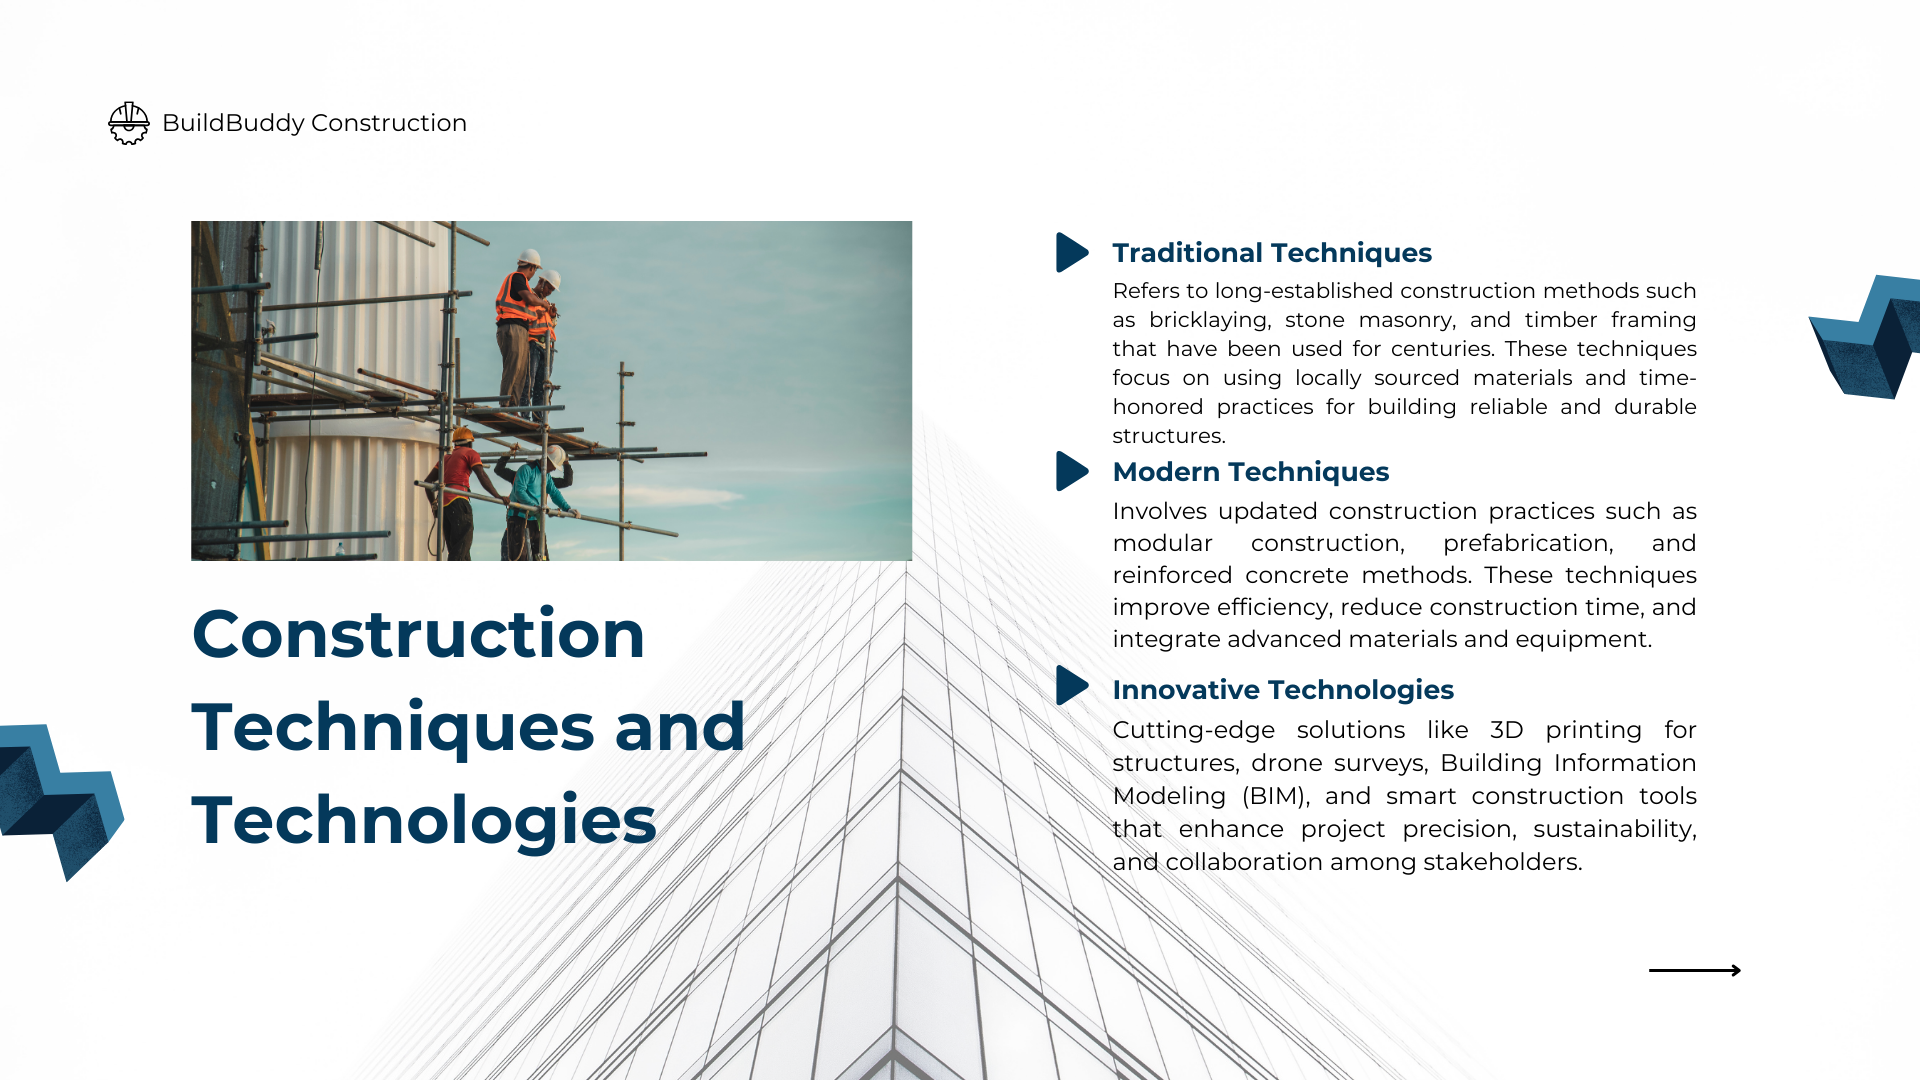 BuildBuddy Construction
Construction
Techniques and
Technologies
Traditional Techniques
Refers to long-established construction methods such
as bricklaying, stone masonry, and timber framing
that have been used for centuries. These techniques
focus on using locally sourced materials and time-
honored practices for building reliable and durable
structures.
Modern Techniques
Involves updated construction practices such as
modular construction, prefabrication, and
reinforced concrete methods. These techniques
improve efficiency, reduce construction time, and
integrate advanced materials and equipment.
Innovative Technologies
Cutting-edge solutions like 3D printing for
structures, drone surveys, Building Information
Modeling (BIM), and smart construction tools
that enhance project precision, sustainability,
and collaboration among stakeholders.